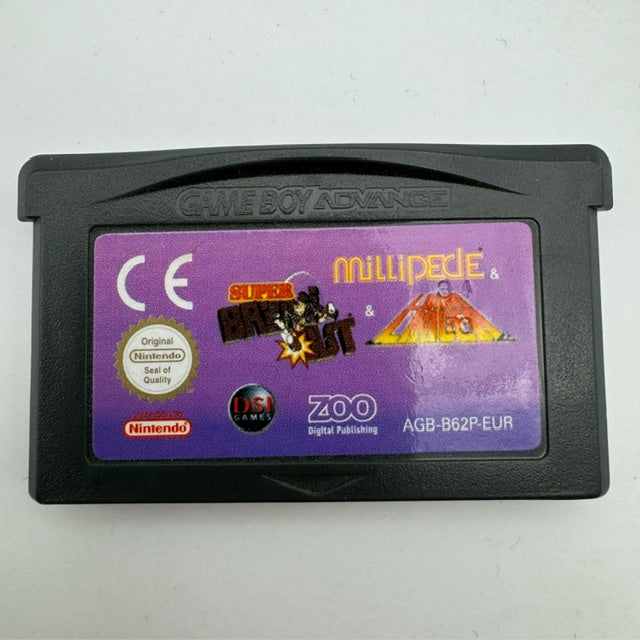 GAME BOY ADVANCE
CE
SUPER
BREAKOUT
&
millipede &
Original
Nintendo
Seal of
Quality
Nintendo
DSI
GAMES
ZOO
Digital Publishing
AGB-B62P-EUR